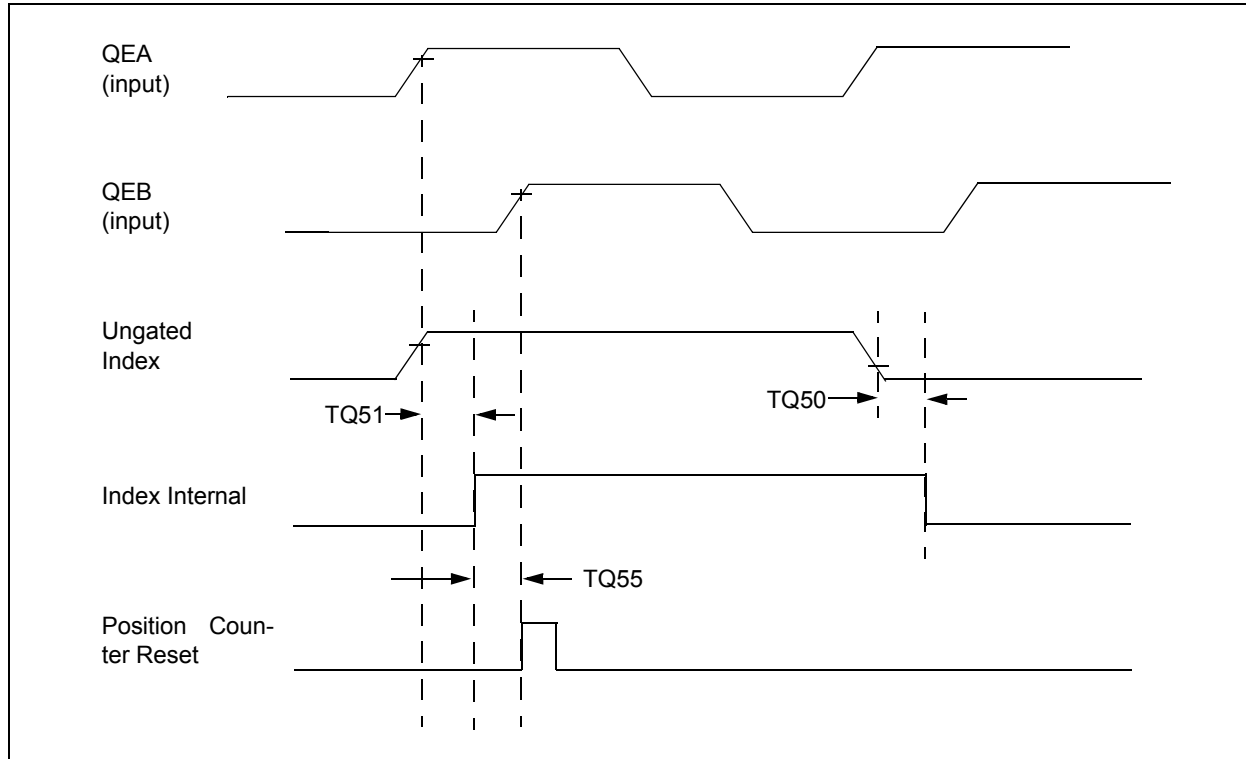 QEA
(input)
QEB
(input)
Ungated
Index
TQ51
TQ50
Index Internal
TQ55
Position Coun-
ter Reset